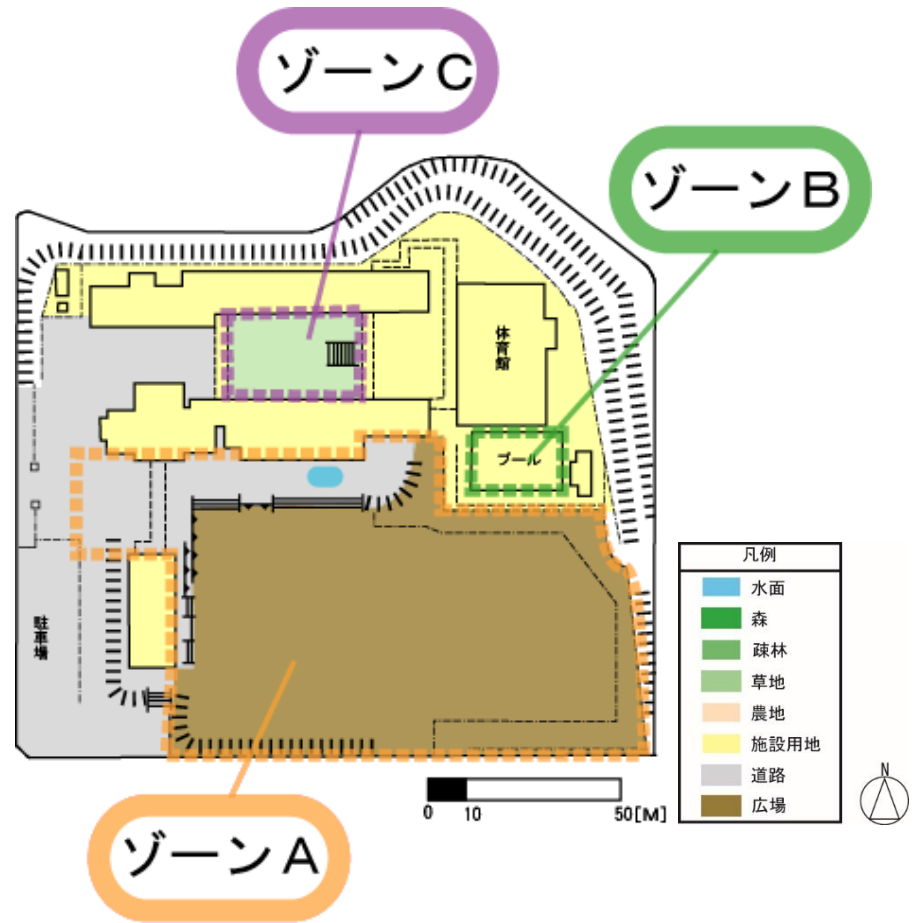 ゾーンC
ゾーンB
体育館
プール
駐車場
凡例
水面
森
疎林
草地
農地
施設用地
道路
広場
N
0 10 50[M]
ゾーンA